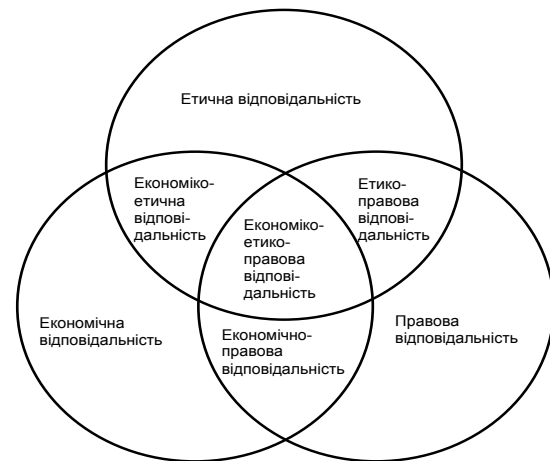 Етична відповідальність
Економіко-
етична
відпові-
дальність
Етико-
правова
відпові-
дальність
Економіко-
етико-
правова
відпові-
дальність
Економічна
відповідальність
Економічно-
правова
відповідальність
Правова
відповідальність